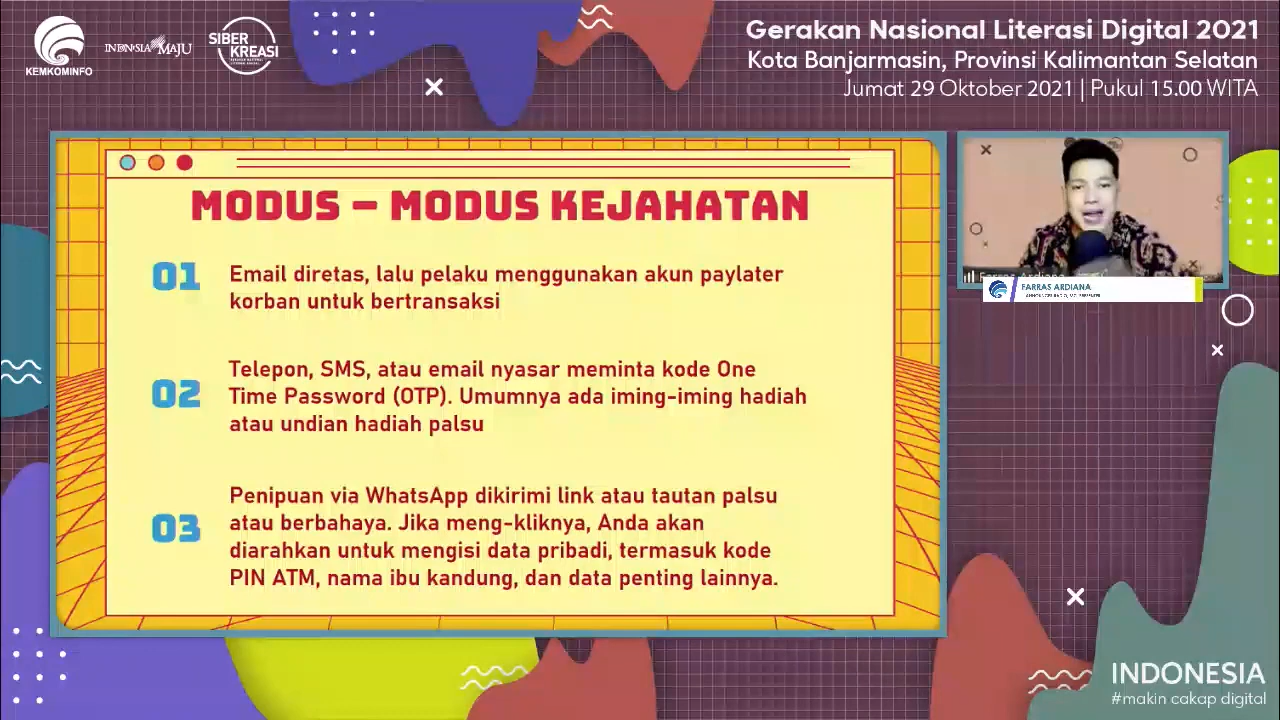 KEMKOMINFO
INDONESIA MAJU
SIBER
KREASI
Gerakan Nasional Literasi Digital 2021
Kota Banjarmasin, Provinsi Kalimantan Selatan
Jumat 29 Oktober 2021 | Pukul 15.00 WITA
MODUS – MODUS KEJAHATAN
01
Email diretas, lalu pelaku menggunakan akun paylater
korban untuk bertransaksi
02
Telepon, SMS, atau email nyasar meminta kode One
Time Password (OTP). Umumnya ada iming-iming hadiah
atau undian hadiah palsu
03
Penipuan via WhatsApp dikirimi link atau tautan palsu
atau berbahaya. Jika meng-kliknya, Anda akan
diarahkan untuk mengisi data pribadi, termasuk kode
PIN ATM, nama ibu kandung, dan data penting lainnya.
Farras Ardiana
FARRAS ARDIANA
INDONESIA
#makin cakap digital